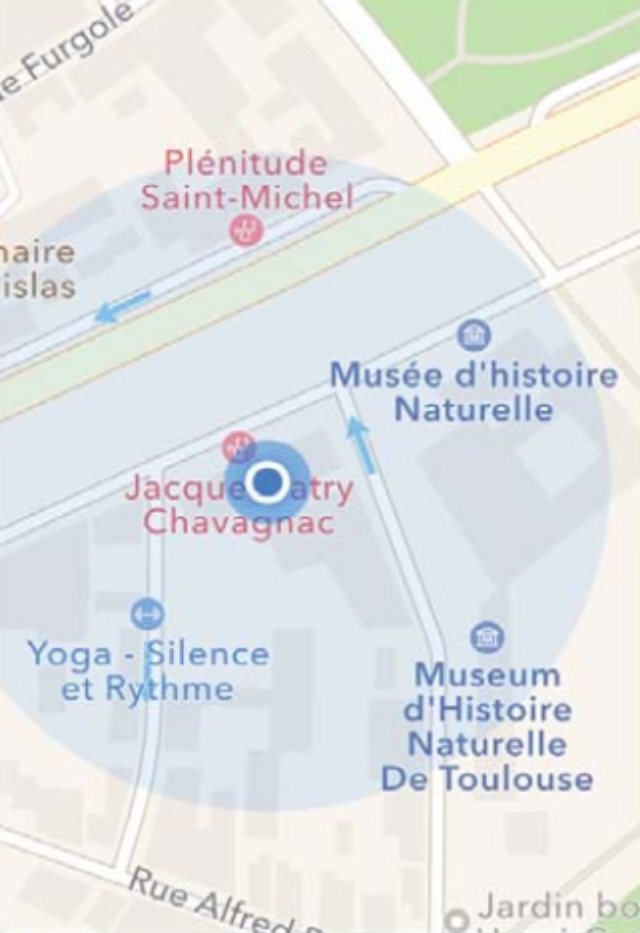 e Furgole
Plénitude
Saint-Michel
naire
islas
Musée d'histoire
Naturelle
Chavagnac
Yoga - Silence
et Rythme
Museum
d'Histoire
Naturelle
De Toulouse
Rue Alfred-
Jardin bo